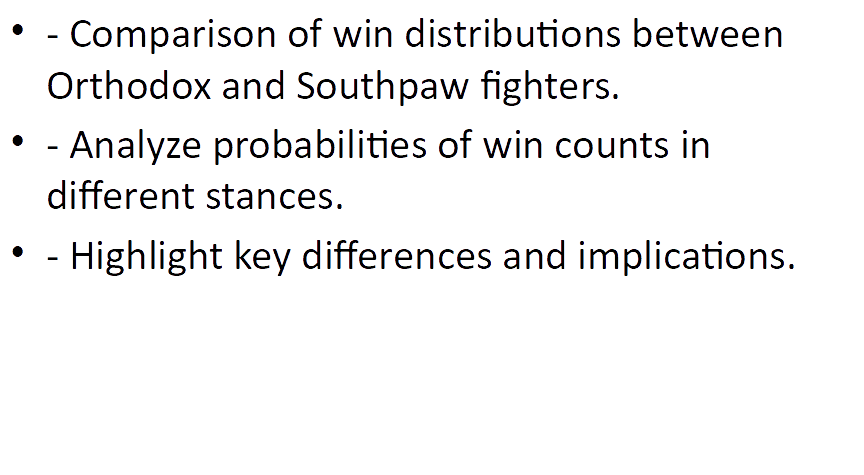 • - Comparison of win distributions between
Orthodox and Southpaw fighters.
• - Analyze probabilities of win counts in
different stances.
• - Highlight key differences and implications.